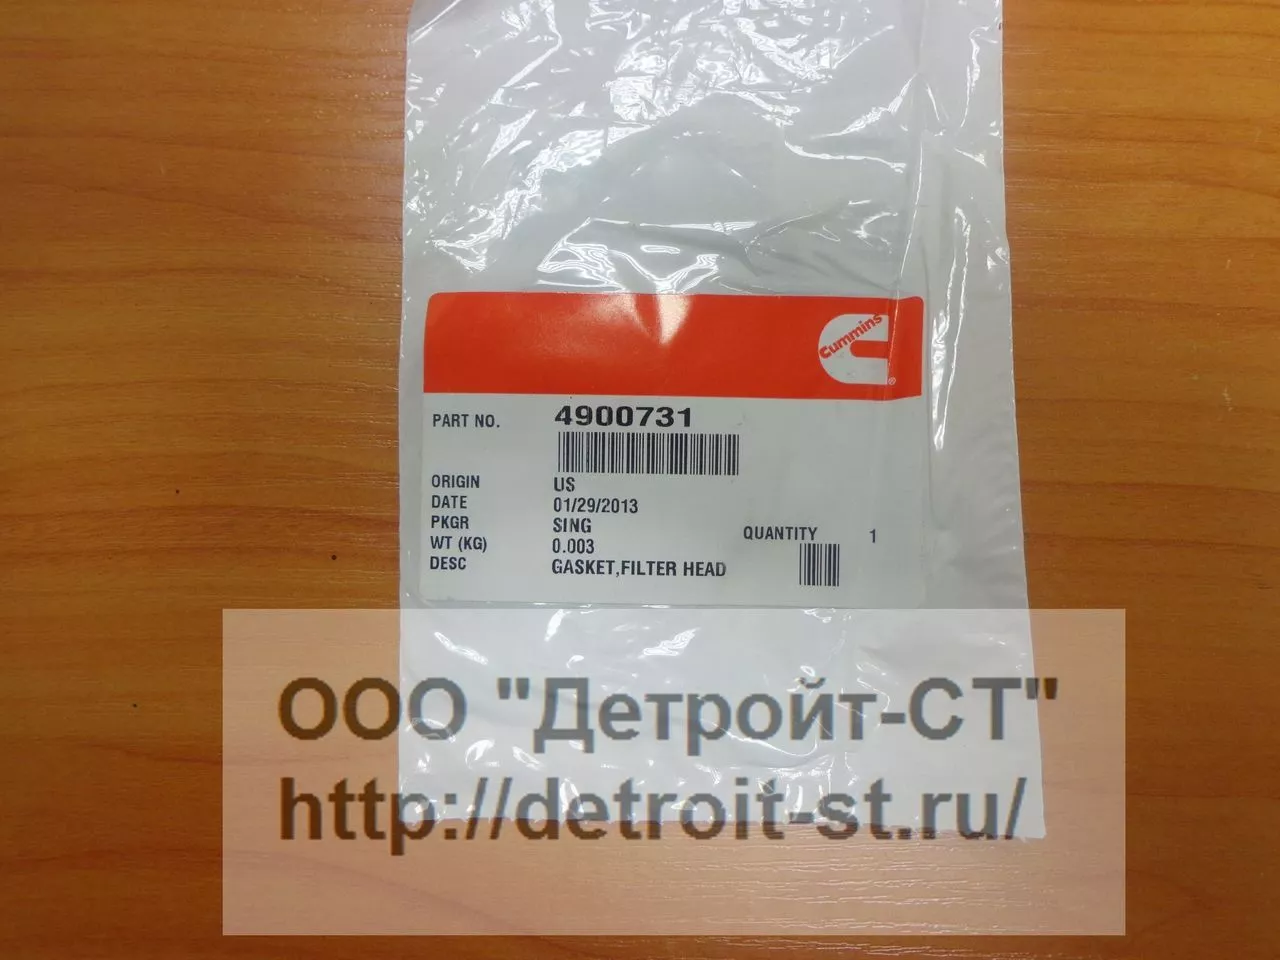 Cummins
PART NO. 4900731
ORIGIN US
DATE 01/29/2013
PKGR SING
QUANTITY 1
WT (KG) 0.003
DESC GASKET,FILTER HEAD
ООО "Детройт-СТ"
http://detroit-st.ru/